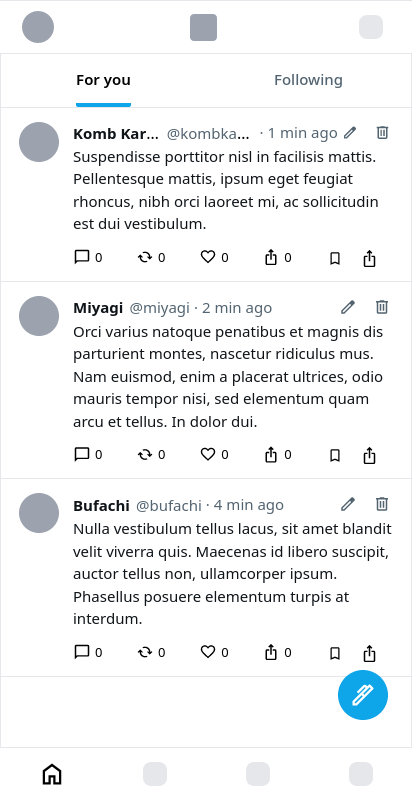 For you Following
Komb Kar... @kombka... · 1 min ago
Suspendisse porttitor nisl in facilisis mattis.
Pellentesque mattis, ipsum eget feugiat
rhoncus, nibh orci laoreet mi, ac sollicitudin
est dui vestibulum.
0 0 0 0
Miyagi @miyagi · 2 min ago
Orci varius natoque penatibus et magnis dis
parturient montes, nascetur ridiculus mus.
Nam euismod, enim a placerat ultrices, odio
mauris tempor nisi, sed elementum quam
arcu et tellus. In dolor dui.
0 0 0 0
Bufachi @bufachi · 4 min ago
Nulla vestibulum tellus lacus, sit amet blandit
velit viverra quis. Maecenas id libero suscipit,
auctor tellus non, ullamcorper ipsum.
Phasellus posuere elementum turpis at
interdum.
0 0 0 0